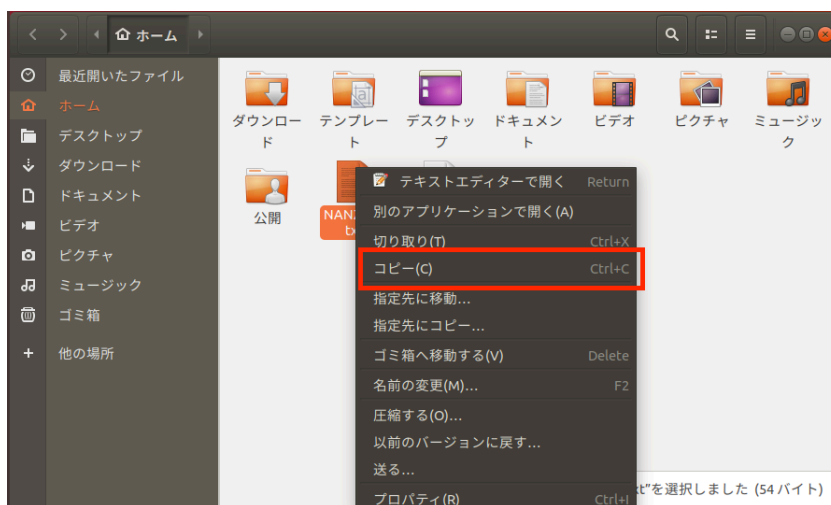 ホーム
最近開いたファイル
ホーム
デスクトップ
ダウンロード
ドキュメント
ビデオ
ピクチャ
ミュージック
ゴミ箱
他の場所
ダウンロー
ド
テンプレー
ト
デスクトッ
プ
ドキュメン
ト
ビデオ
ピクチャ
ミュージッ
ク
公開
テキストエディターで開く Return
別のアプリケーションで開く(A)
切り取り(T) Ctrl+X
コピー(C) Ctrl+C
指定先に移動...
指定先にコピー...
ゴミ箱へ移動する(V) Delete
名前の変更(M)... F2
圧縮する(O)...
以前のバージョンに戻す...
送る...
プロパティ(R) Ctrl+I
を選択しました (54 バイト)